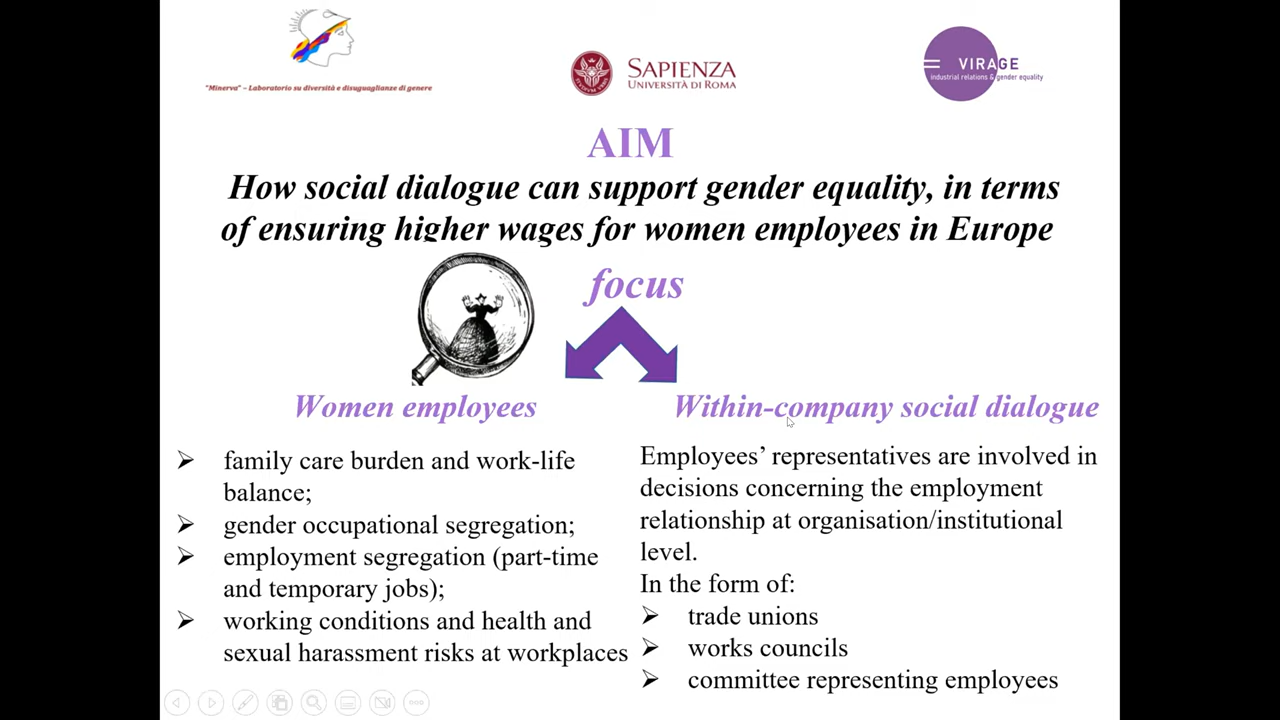 "Minerva" – Laboratorio su diversità e disuguaglianze di genere
SAPIENZA
UNIVERSITÀ DI ROMA
VIRAGE
industrial relations & gender equality
AIM
How social dialogue can support gender equality, in terms
of ensuring higher wages for women employees in Europe
focus
Women employees
family care burden and work-life
balance;
gender occupational segregation;
employment segregation (part-time
and temporary jobs);
working conditions and health and
sexual harassment risks at workplaces
Within-company social dialogue
Employees’ representatives are involved in
decisions concerning the employment
relationship at organisation/institutional
level.
In the form of:
trade unions
works councils
committee representing employees